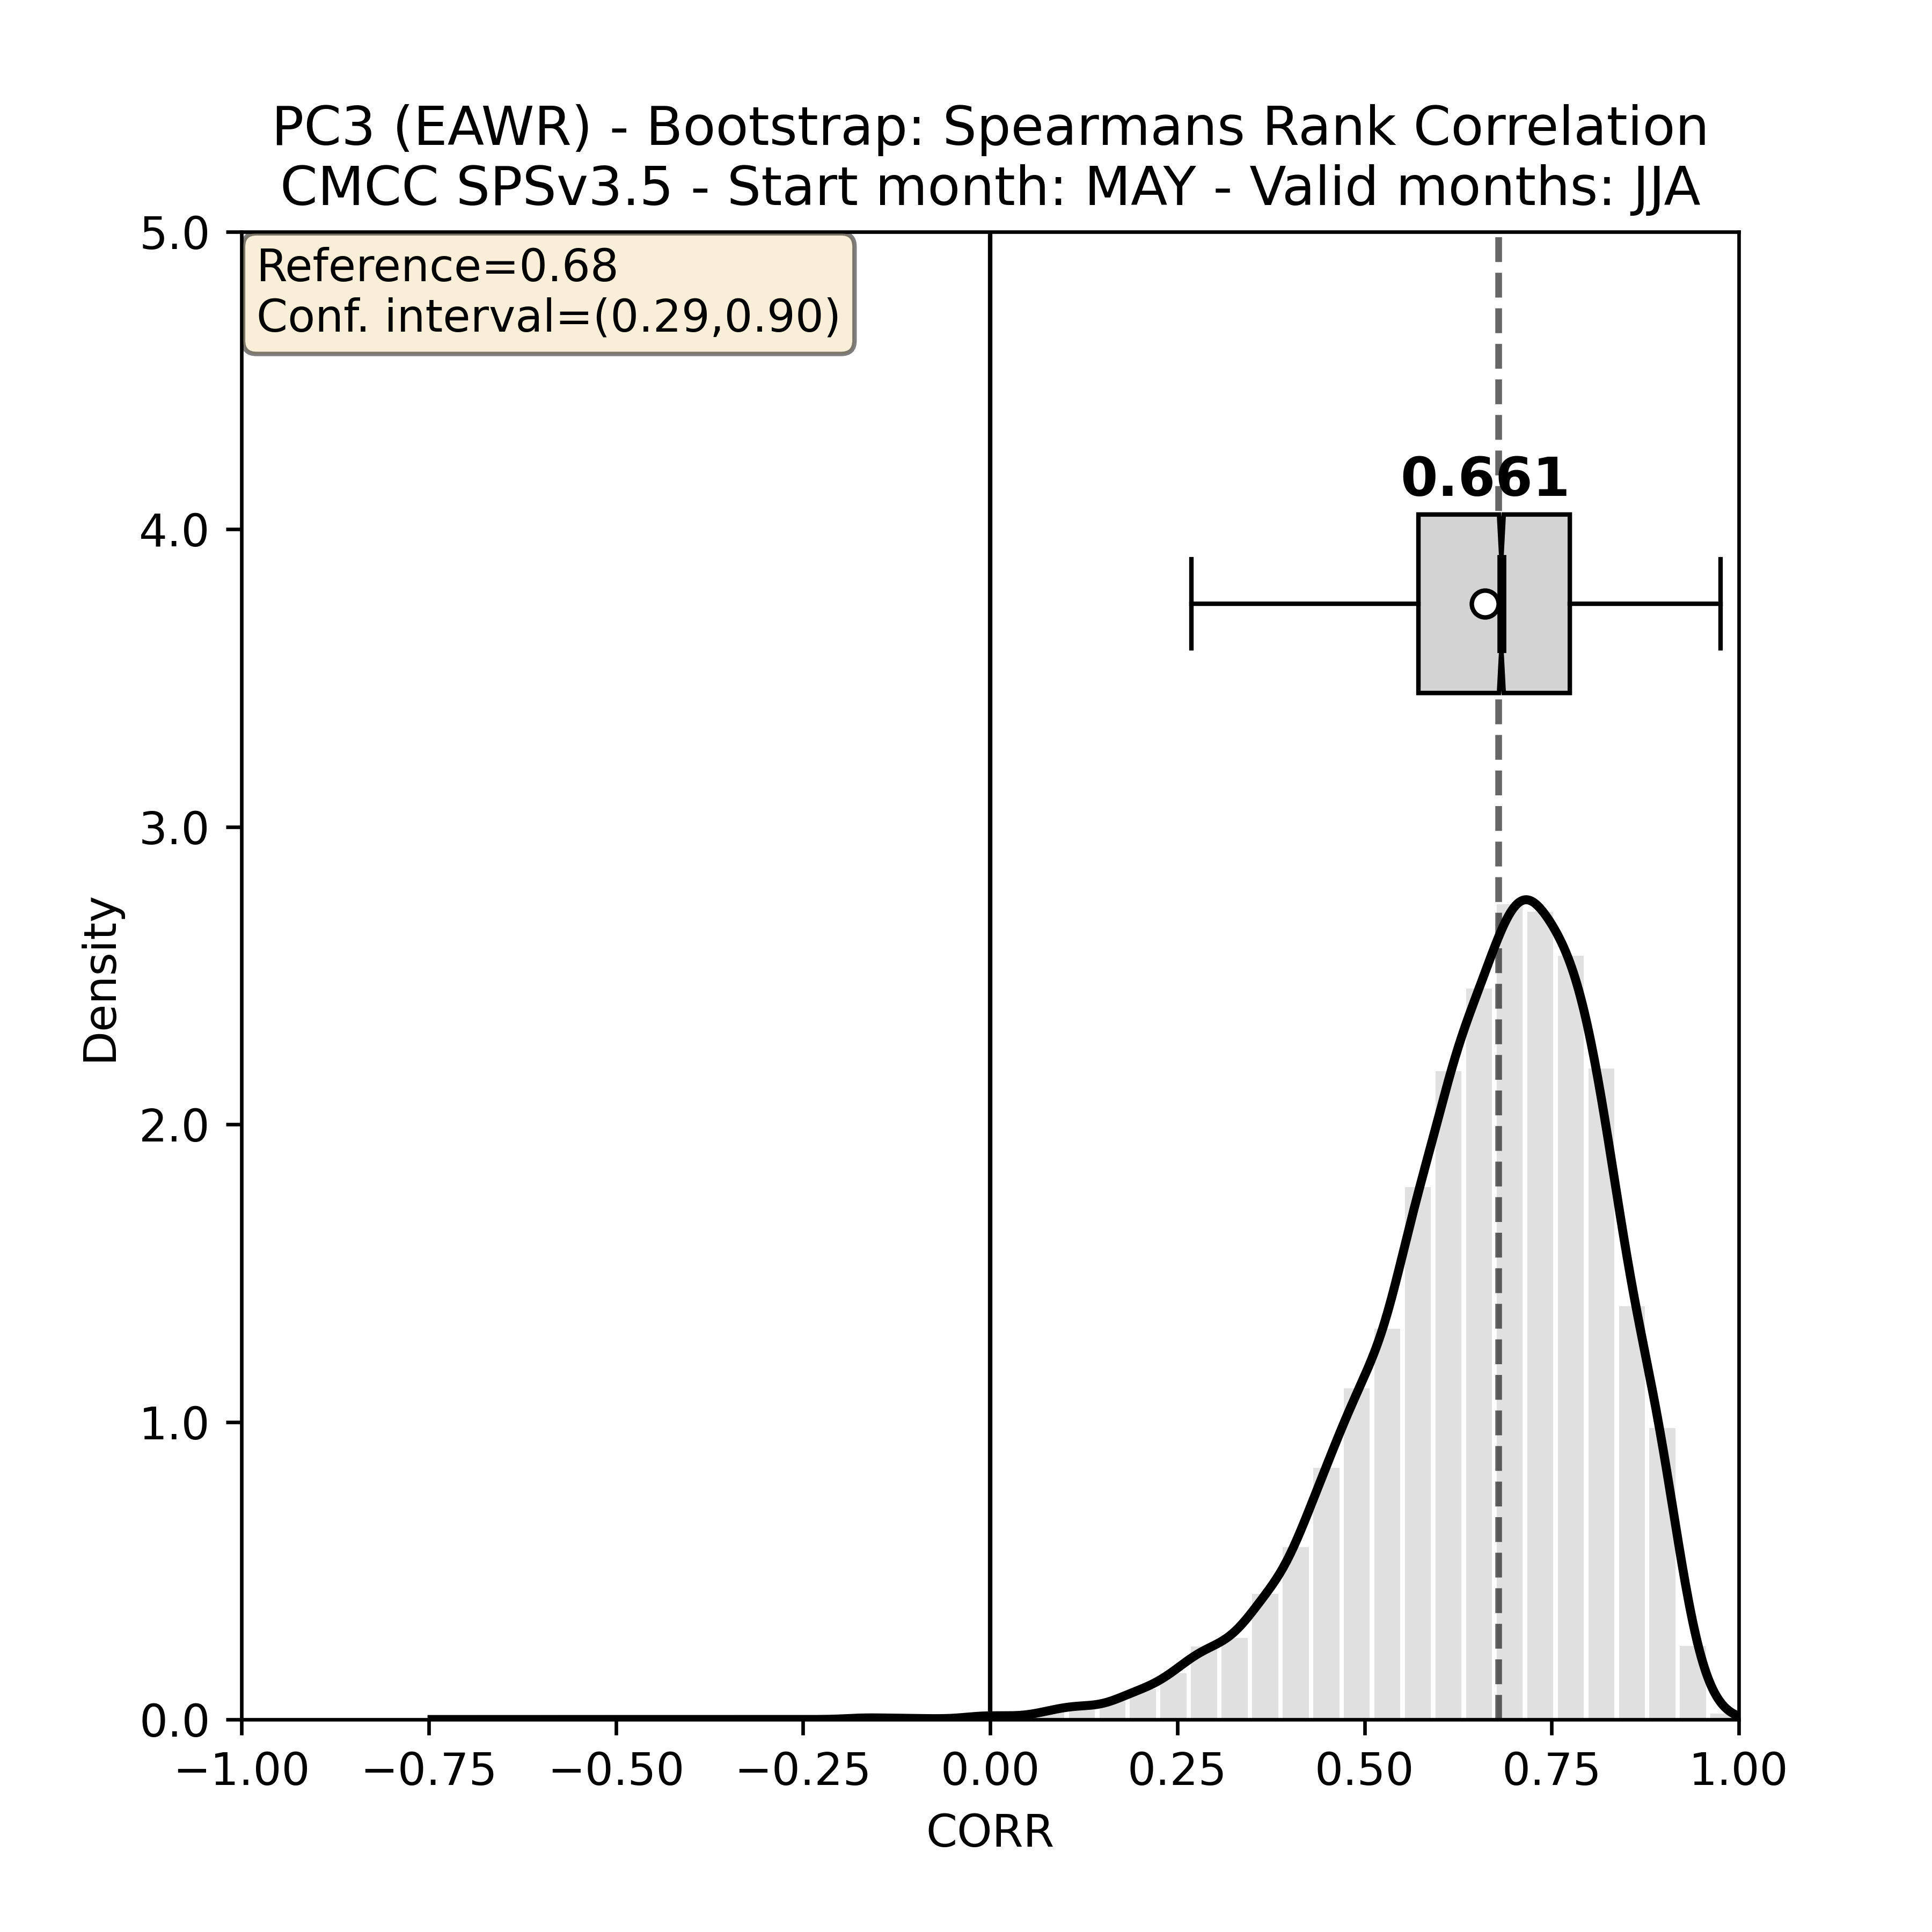 PC3 (EAWR) - Bootstrap: Spearmans Rank Correlation
CMCC SPSv3.5 - Start month: MAY - Valid months: JJA
Reference=0.68
Conf. interval=(0.29,0.90)
0.661
5.0
4.0
3.0
2.0
1.0
0.0
Density
−1.00 −0.75 −0.50 −0.25 0.00 0.25 0.50 0.75 1.00
CORR